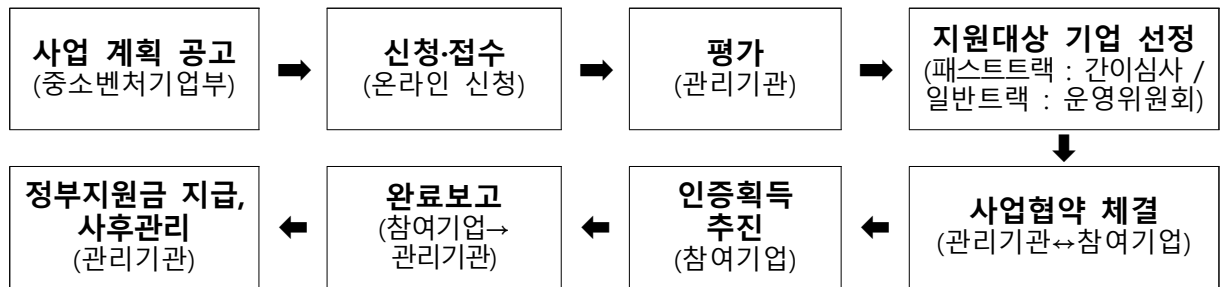 사업 계획 공고
(중소벤처기업부)
신청·접수
(온라인 신청)
평가
(관리기관)
지원대상 기업 선정
(패스트트랙 : 간이심사 /
일반트랙 : 운영위원회)
사업협약 체결
(관리기관↔참여기업)
인증획득
추진
(참여기업)
완료보고
(참여기업→
관리기관)
정부지원금 지급,
사후관리
(관리기관)